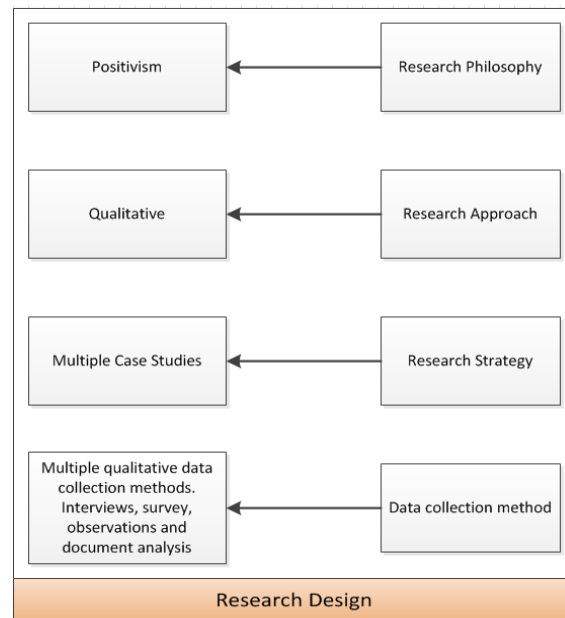 Positivism
Research Philosophy
Qualitative
Research Approach
Multiple Case Studies
Research Strategy
Multiple qualitative data
collection methods.
Interviews, survey,
observations and
document analysis
Data collection method
Research Design